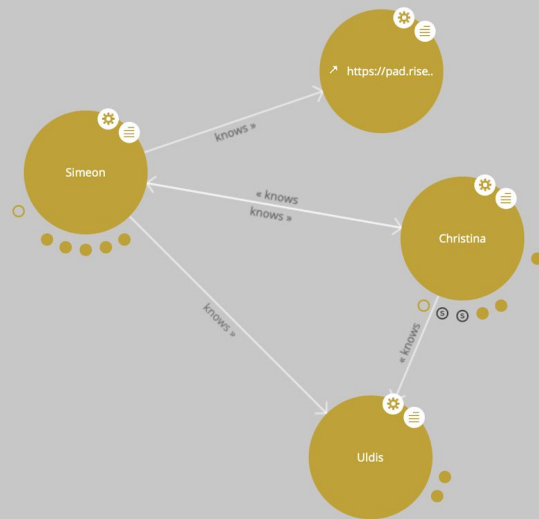 ↗ https://pad.rise..
knows »
Simeon
« knows
knows »
Christina
knows »
« knows
Uldis
S
S